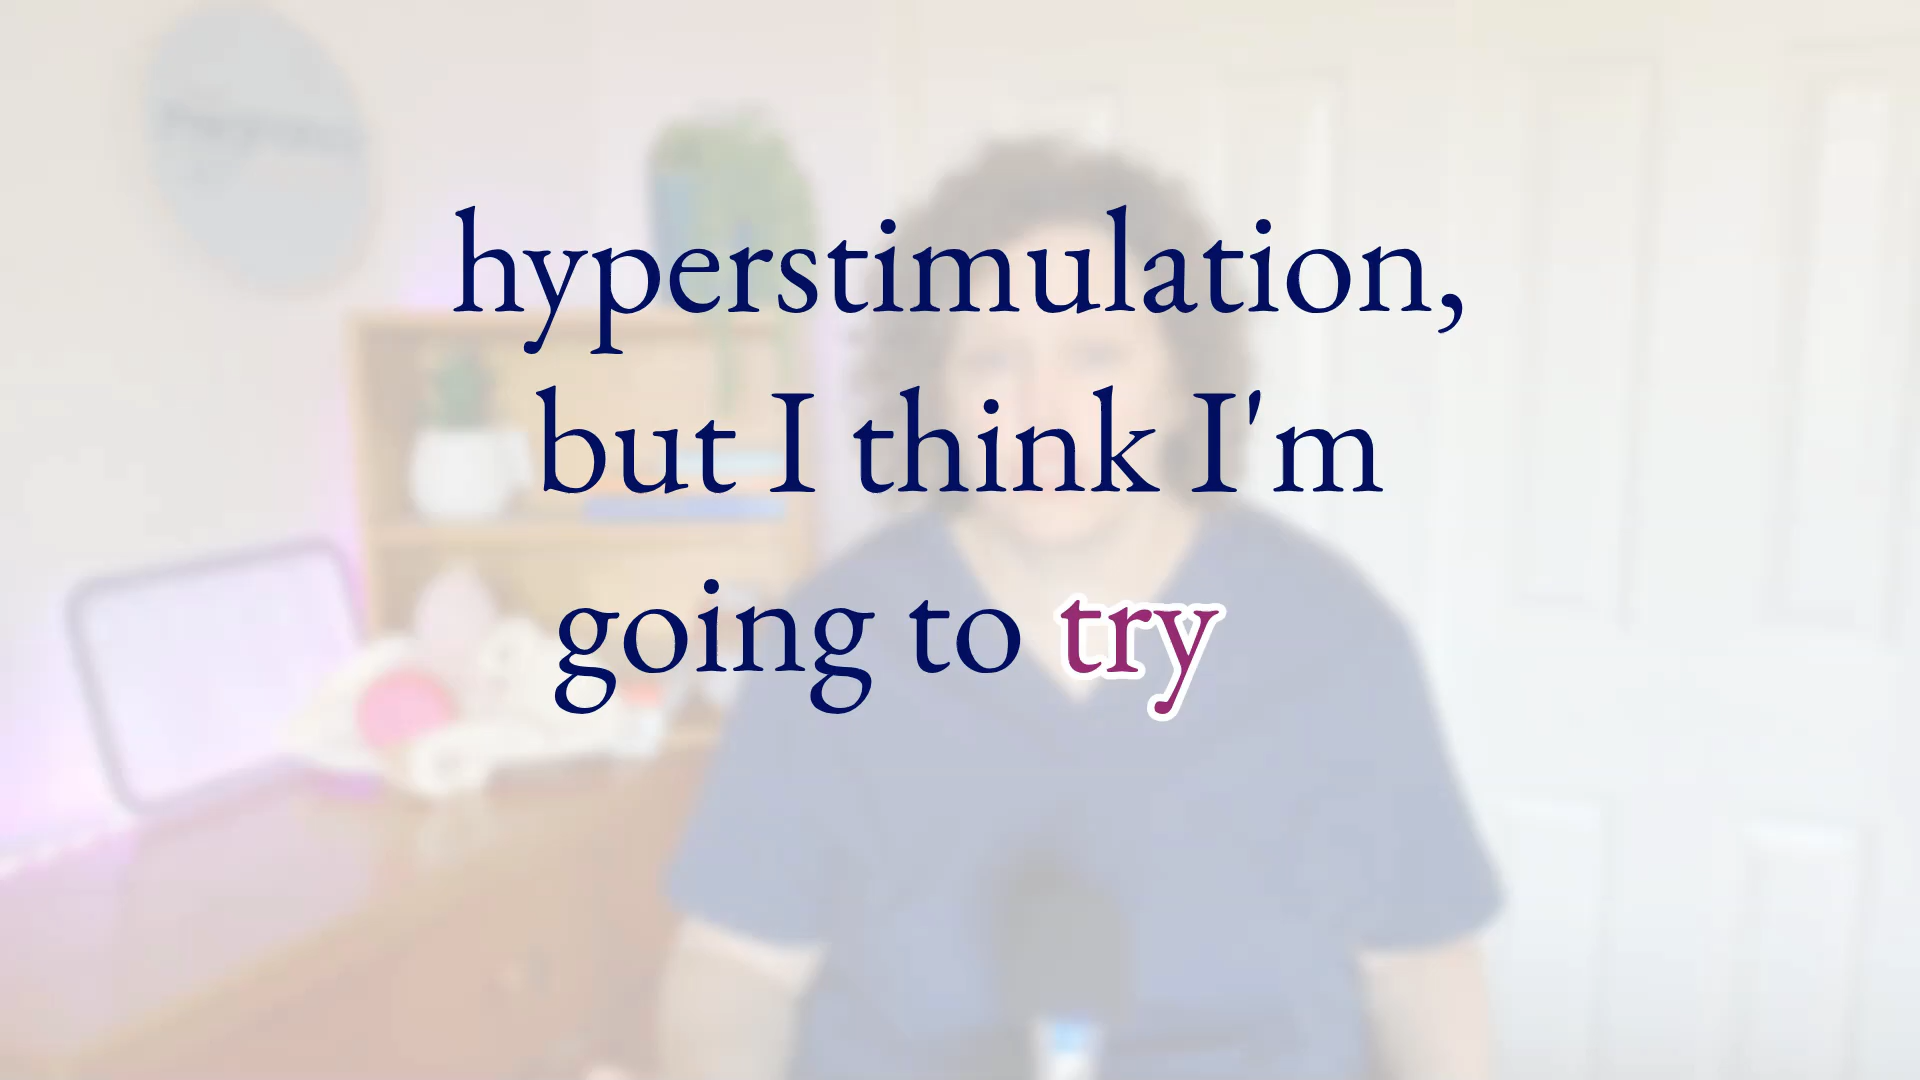 hyperstimulation,
but I think I'm
going to try